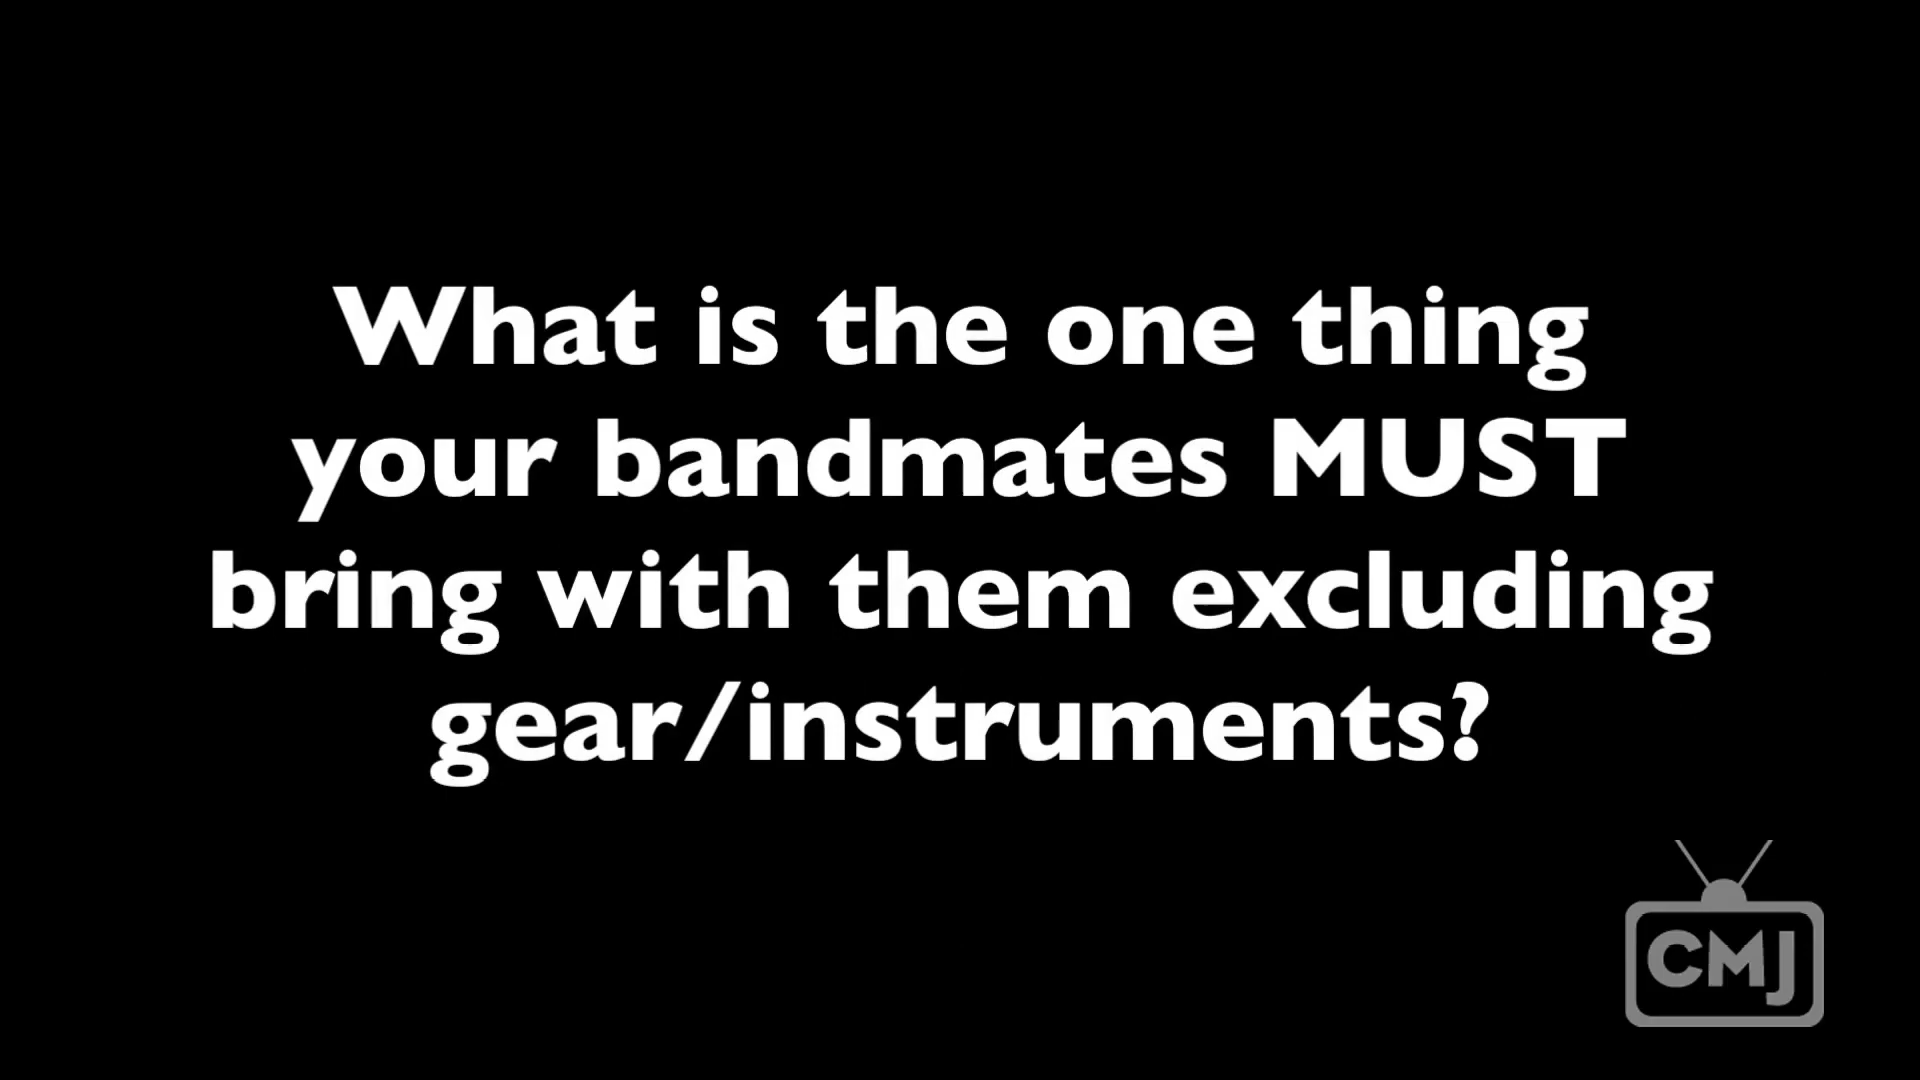 What is the one thing
your bandmates MUST
bring with them excluding
gear/instruments?
CMJ